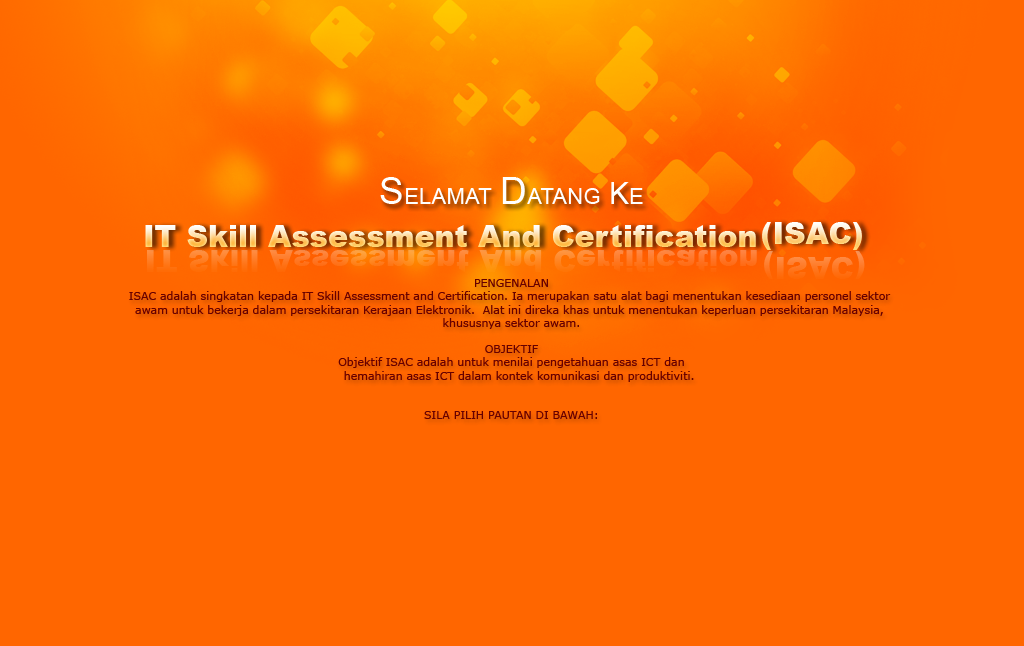 SELAMAT DATANG KE
IT Skill Assessment And Certification (ISAC)
PENGENALAN
ISAC adalah singkatan kepada IT Skill Assessment and Certification. Ia merupakan satu alat bagi menentukan kesediaan personel sektor
awam untuk bekerja dalam persekitaran Kerajaan Elektronik.  Alat ini direka khas untuk menentukan keperluan persekitaran Malaysia,
khususnya sektor awam.
OBJEKTIF
Objektif ISAC adalah untuk menilai pengetahuan asas ICT dan
hemahiran asas ICT dalam kontek komunikasi dan produktiviti.
SILA PILIH PAUTAN DI BAWAH: